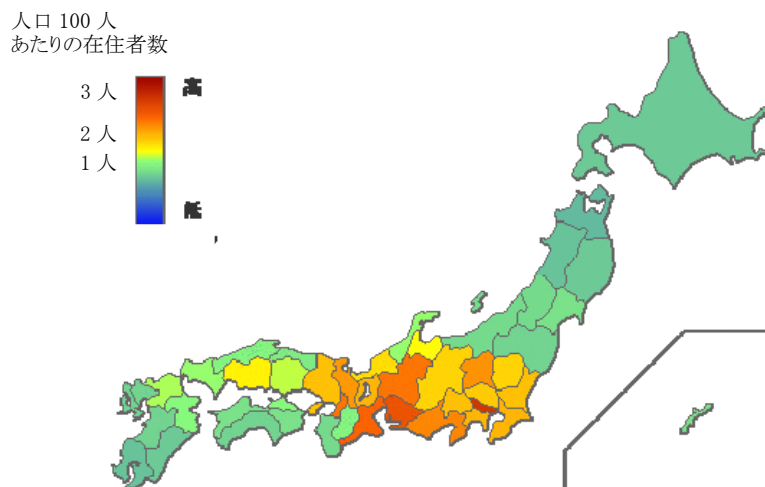 人口 100 人
あたりの在住者数
高
3 人
2 人
1 人
低